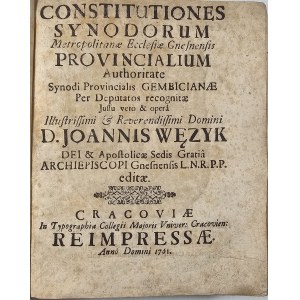 CONSTITUTIONES
SYNODORUM
Metropolitanæ Ecclesiæ Gnesnensis
PROVINCIALIUM
Authoritate
Synodi Provincialis GEMBICIANÆ
Per Deputatos recognitæ
Jussu vero & operâ
Illustrissimi & Reverendissimi Domini
D. JOANNIS WĘZYK
DEI & Apostolicæ Sedis Gratiâ
ARCHIEPISCOPI Gnesnensis L.N.R.P.P.
editæ.
CRACOVIÆ
In Typographia Collegii Majoris Univers: Cracovien:
REIMPRESSÆ.
Anno Domini